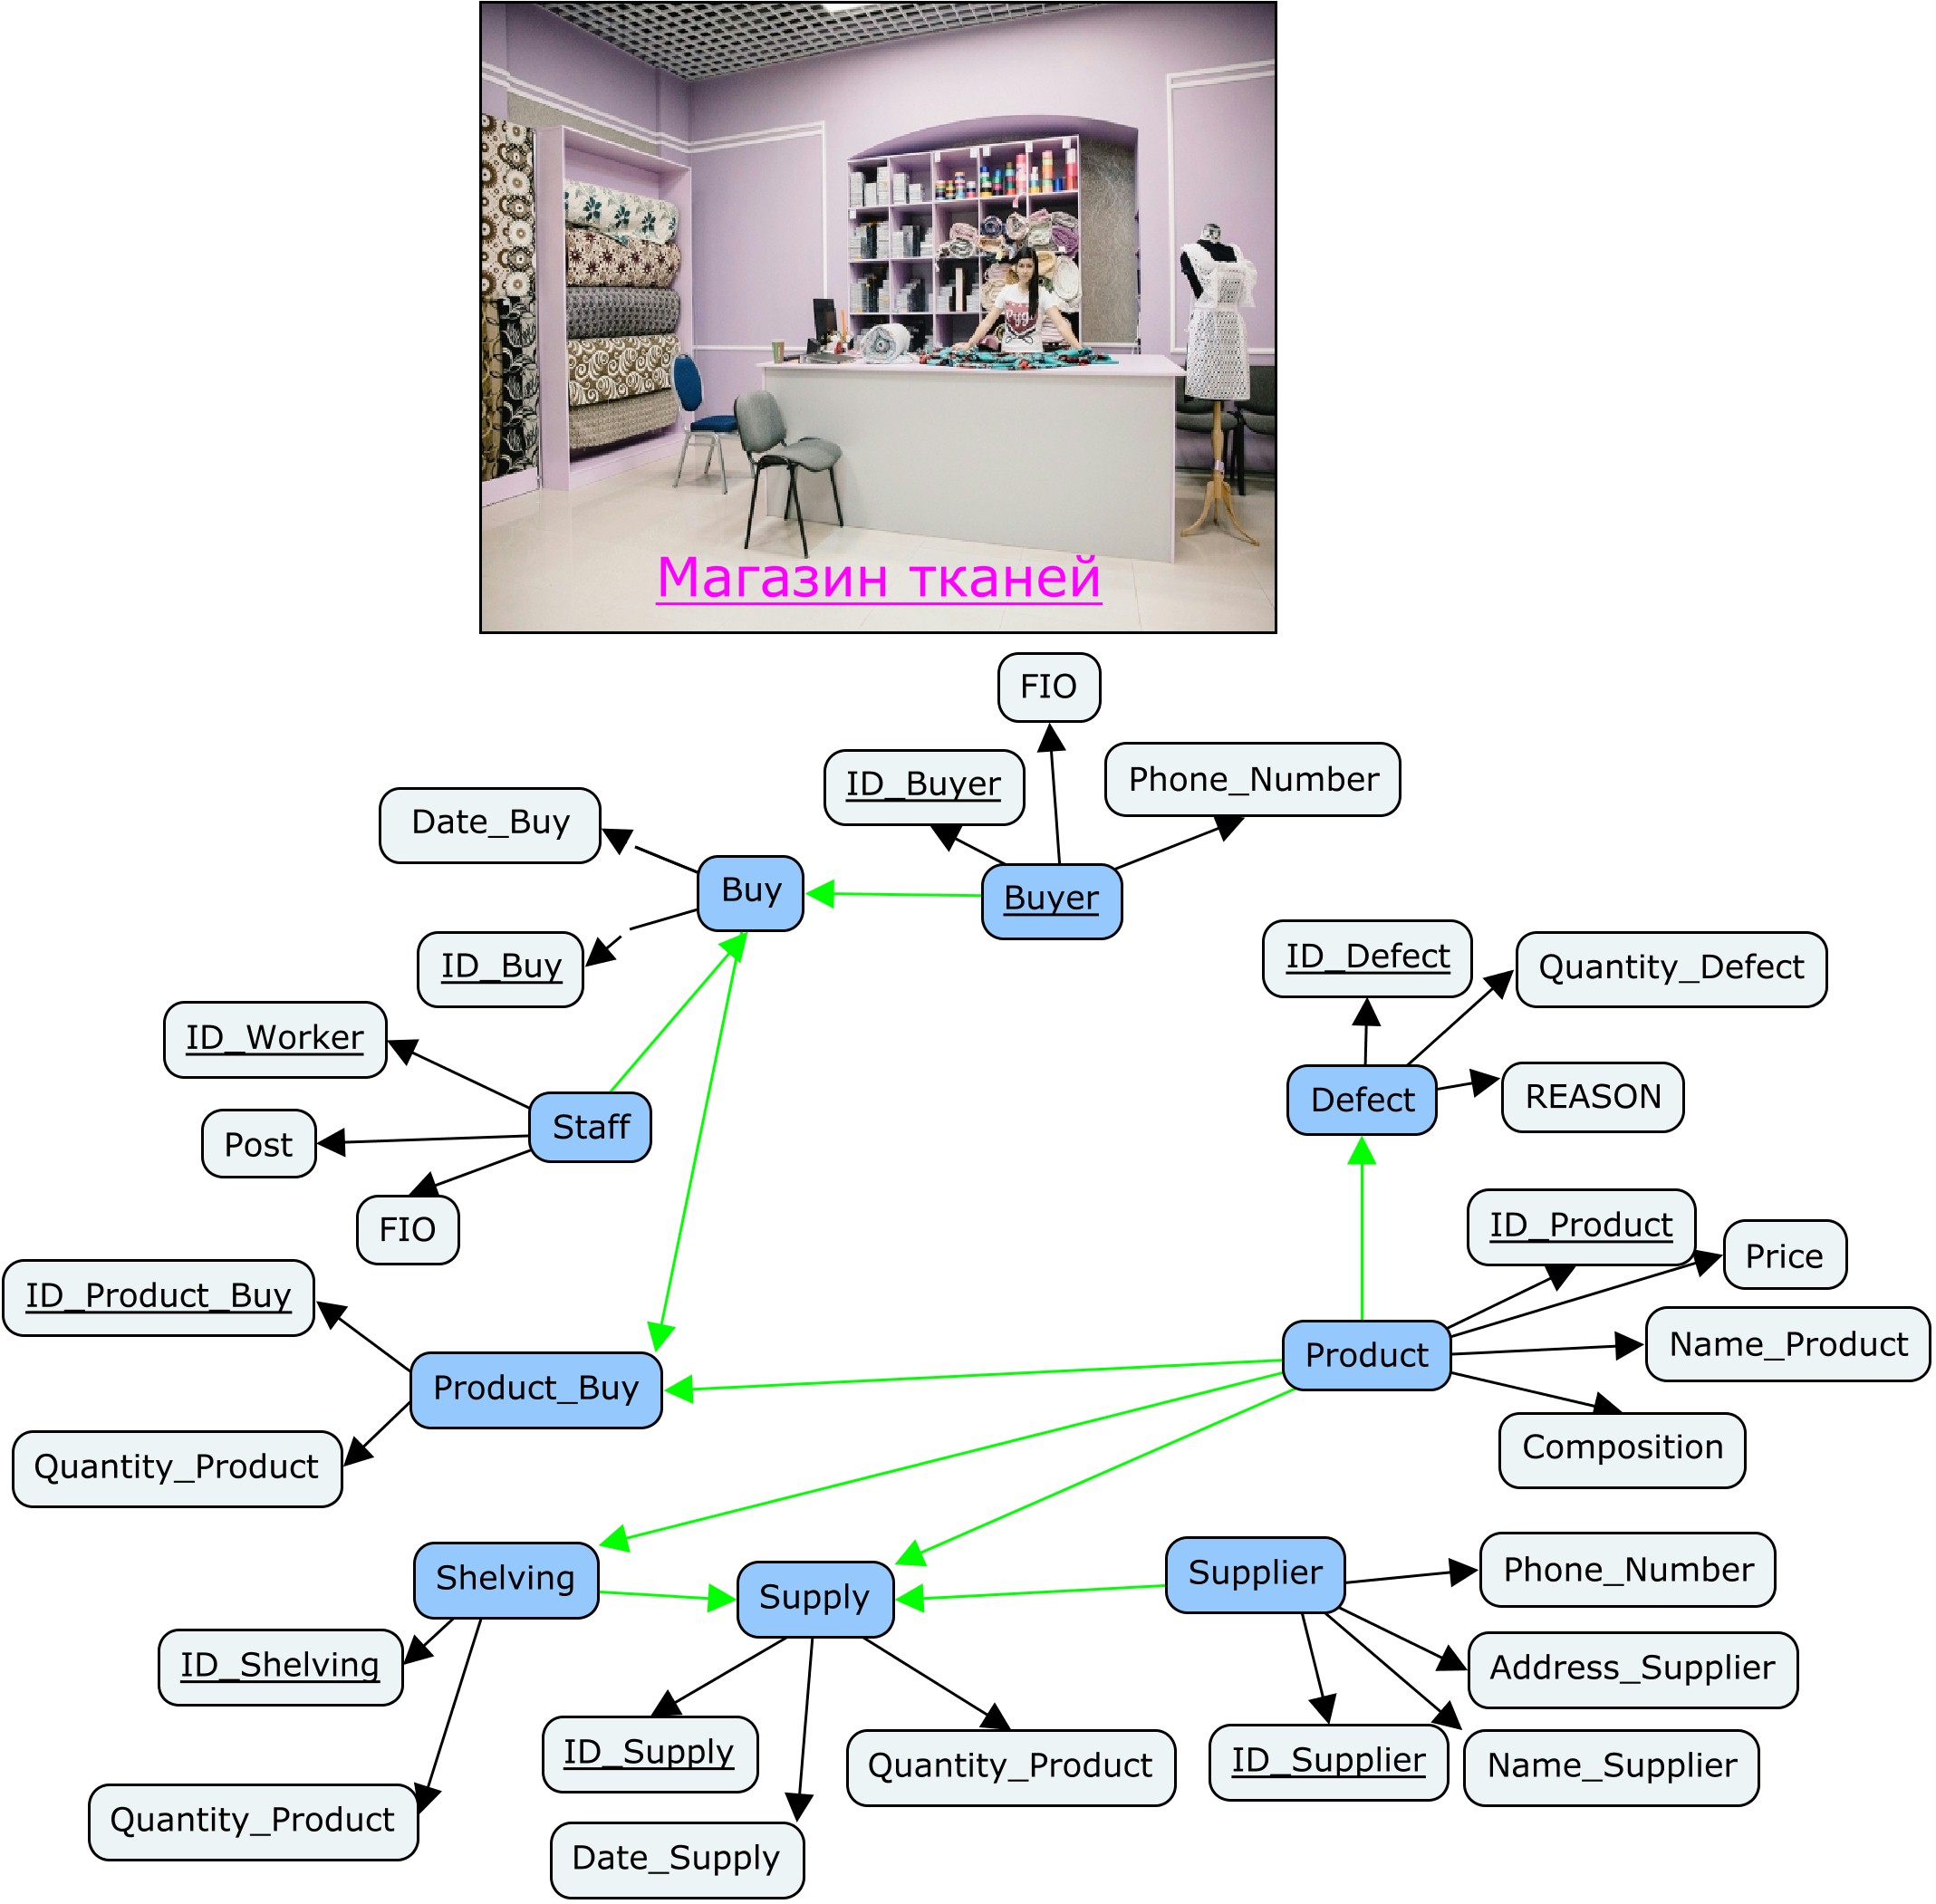 Магазин тканей
FIO
ID_Buyer
Phone_Number
Date_Buy
Buy
Buyer
ID_Buy
ID_Defect
Quantity_Defect
ID_Worker
Defect
REASON
Post
Staff
FIO
ID_Product
Price
ID_Product_Buy
Product
Name_Product
Product_Buy
Quantity_Product
Composition
Shelving
Supply
Supplier
Phone_Number
ID_Shelving
Address_Supplier
ID_Supply
Quantity_Product
ID_Supplier
Name_Supplier
Quantity_Product
Date_Supply